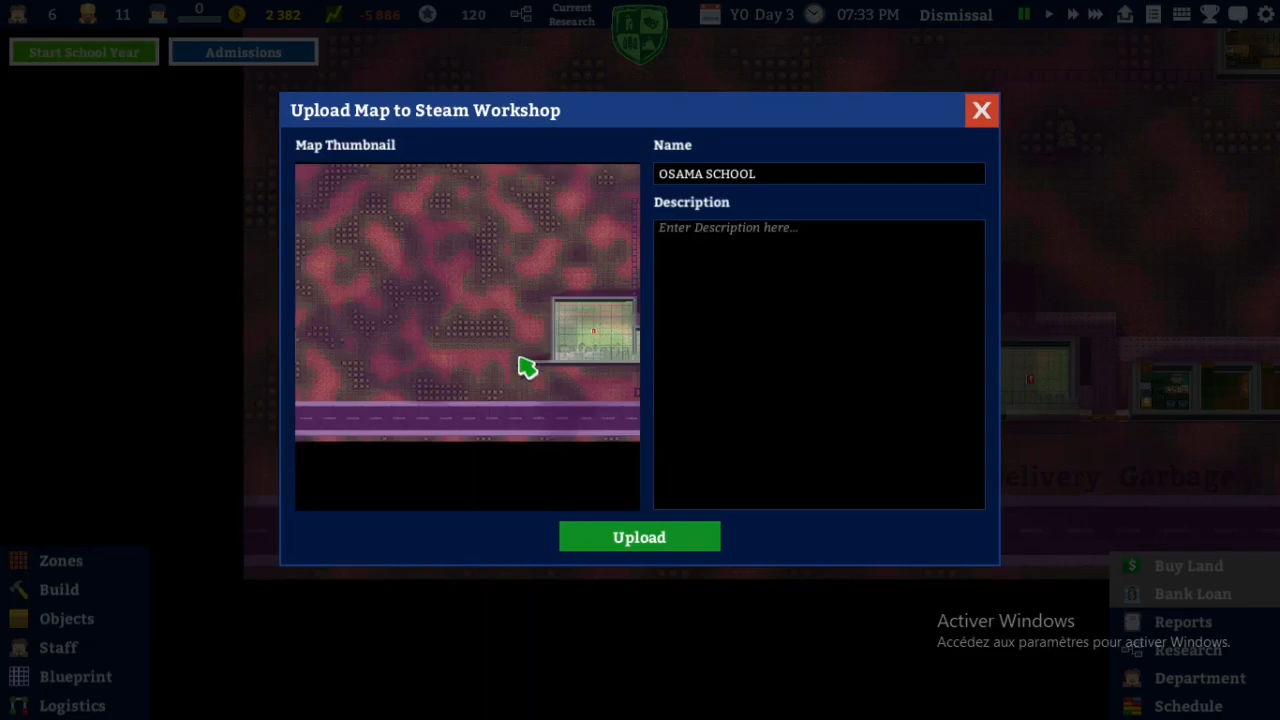 6 11 0 2 382 -5 886 120 Current Research Y0 Day 3 07:33 PM Dismissal
Start School Year Admissions
Upload Map to Steam Workshop X
Map Thumbnail
Cafeteria
Name
OSAMA SCHOOL
Description
Enter Description here...
Upload
Delivery Garbage
Zones
Build
Objects
Staff
Blueprint
Logistics
Buy Land
Bank Loan
Reports
Research
Department
Schedule
Activer Windows
Accédez aux paramètres pour activer Windows.